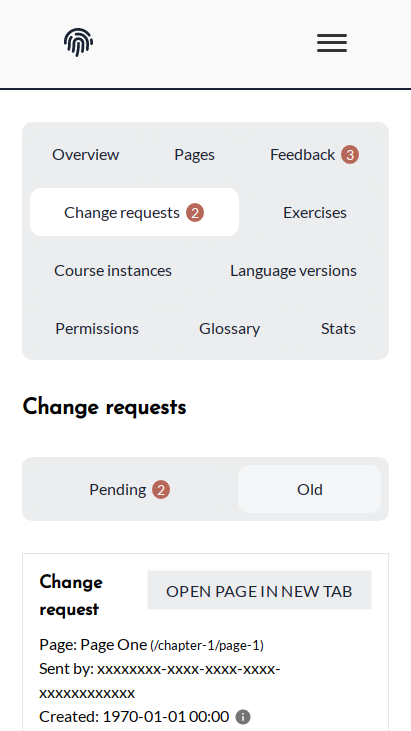 Overview Pages Feedback 3
Change requests 2 Exercises
Course instances Language versions
Permissions Glossary Stats
Change requests
Pending 2 Old
Change request
OPEN PAGE IN NEW TAB
Page: Page One (/chapter-1/page-1)
Sent by: xxxxxxxx-xxxx-xxxx-xxxx-
xxxxxxxxxxxx
Created: 1970-01-01 00:00